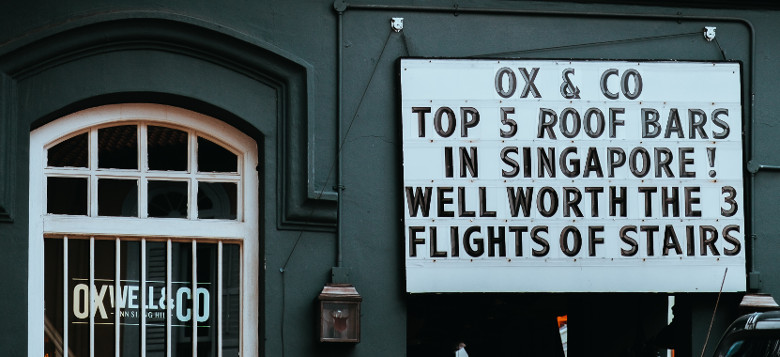 OX & CO
TOP 5 ROOF BARS
IN SINGAPORE!
WELL WORTH THE 3
FLIGHTS OF STAIRS
OXWELL&CO